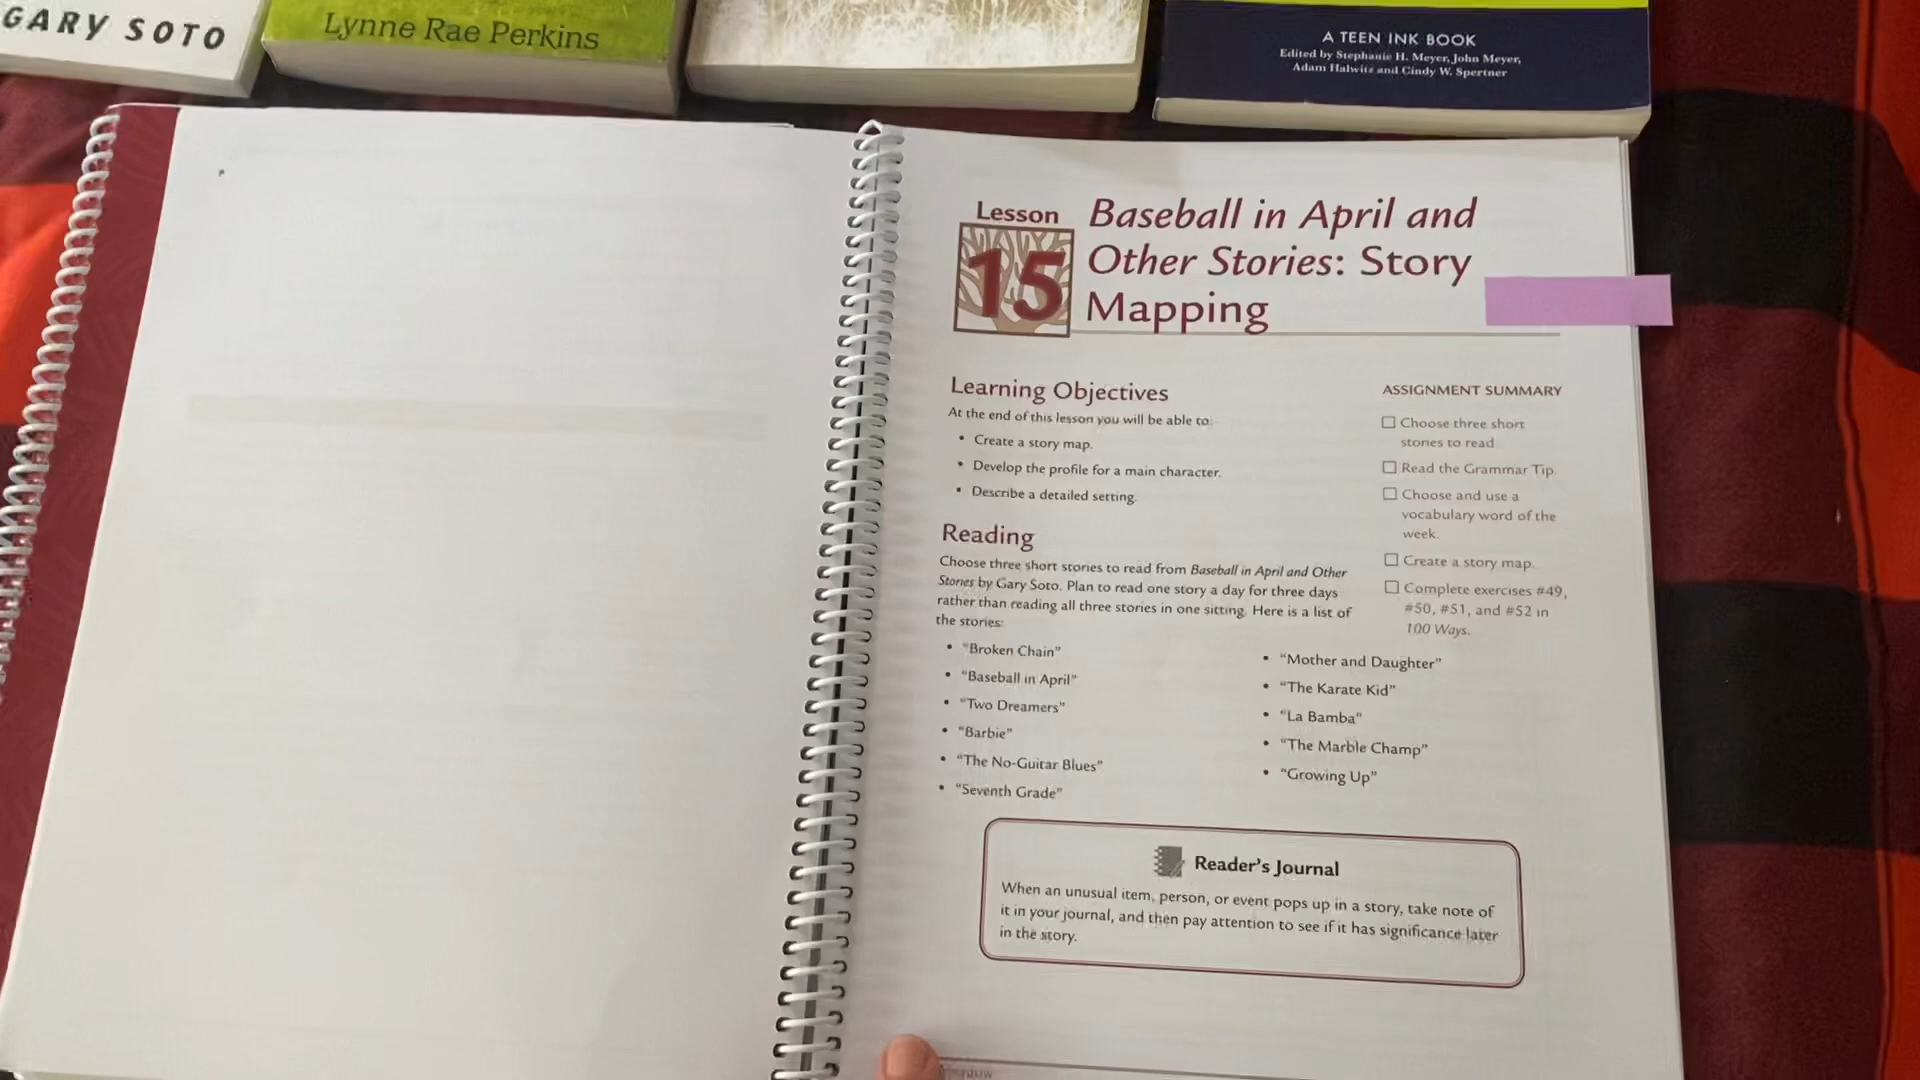 GARY SOTO
Lynne Rae Perkins
A TEEN INK BOOK
Edited by Stephanie H. Meyer, John Meyer,
Adam Halwitz and Cindy W. Spertner
Lesson
15
Baseball in April and
Other Stories: Story
Mapping
Learning Objectives
At the end of this lesson you will be able to:
• Create a story map.
• Develop the profile for a main character.
• Describe a detailed setting.
Reading
Choose three short stories to read from Baseball in April and Other
Stories by Gary Soto. Plan to read one story a day for three days
rather than reading all three stories in one sitting. Here is a list of
the stories:
• "Broken Chain"
• "Baseball in April"
• "Two Dreamers"
• "Barbie"
• "The No-Guitar Blues"
• "Seventh Grade"
• "Mother and Daughter"
• "The Karate Kid"
• "La Bamba"
• "The Marble Champ"
• "Growing Up"
ASSIGNMENT SUMMARY
Choose three short
stories to read.
Read the Grammar Tip.
Choose and use a
vocabulary word of the
week.
Create a story map.
Complete exercises #49,
#50, #51, and #52 in
100 Ways.
Reader's Journal
When an unusual item, person, or event pops up in a story, take note of
it in your journal, and then pay attention to see if it has significance later
in the story.